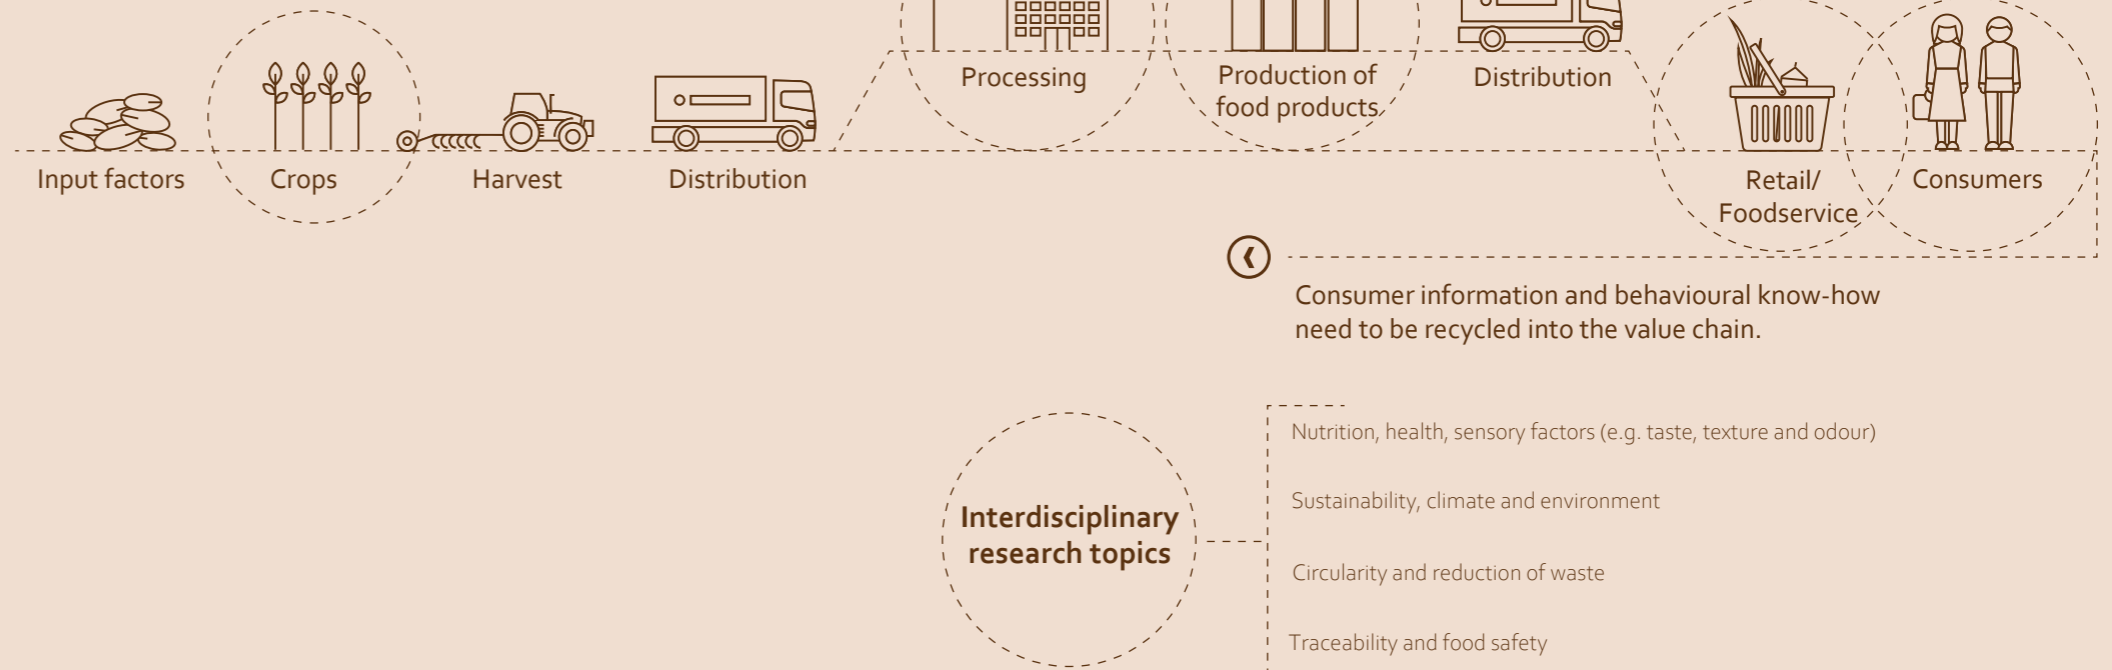 Processing
Production of
food products
Distribution
Input factors
Crops
Harvest
Distribution
Retail/
Foodservice
Consumers
Consumer information and behavioural know-how
need to be recycled into the value chain.
Interdisciplinary
research topics
Nutrition, health, sensory factors (e.g. taste, texture and odour)
Sustainability, climate and environment
Circularity and reduction of waste
Traceability and food safety